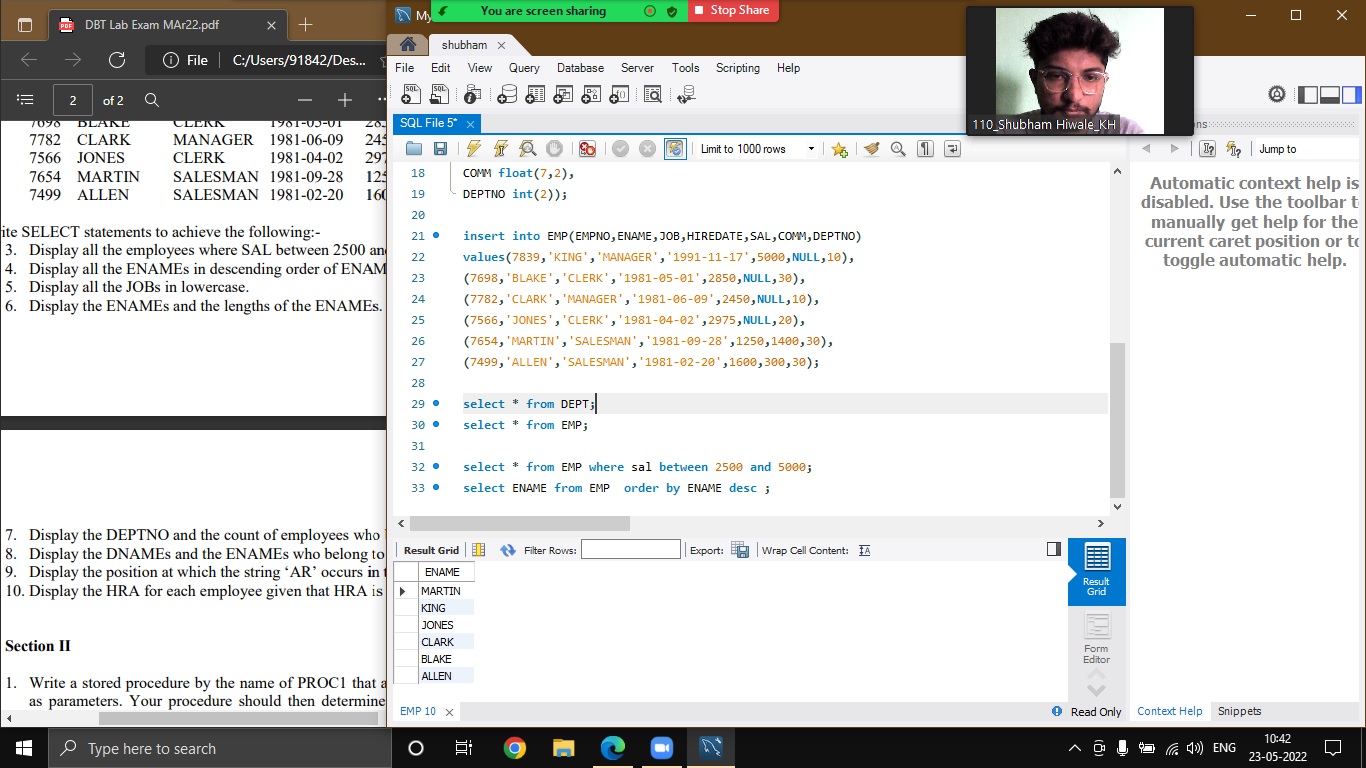 DBT Lab Exam MAr22.pdf
File C:/Users/91842/Des...
2 of 2
7698 BLAKE CLERK 1981-05-01 285
7782 CLARK MANAGER 1981-06-09 245
7566 JONES CLERK 1981-04-02 297
7654 MARTIN SALESMAN 1981-09-28 125
7499 ALLEN SALESMAN 1981-02-20 160
ite SELECT statements to achieve the following:-
3. Display all the employees where SAL between 2500 an
4. Display all the ENAMEs in descending order of ENAM
5. Display all the JOBs in lowercase.
6. Display the ENAMEs and the lengths of the ENAMEs.
7. Display the DEPTNO and the count of employees who
8. Display the DNAMEs and the ENAMEs who belong to
9. Display the position at which the string ‘AR’ occurs in t
10. Display the HRA for each employee given that HRA is
Section II
1. Write a stored procedure by the name of PROC1 that a
as parameters. Your procedure should then determine
My
You are screen sharing
Stop Share
shubham
File Edit View Query Database Server Tools Scripting Help
110_Shubham Hiwale_KH
SQL File 5*
Limit to 1000 rows
18 COMM float(7,2),
19 DEPTNO int(2));
20
21 insert into EMP(EMPNO,ENAME,JOB,HIREDATE,SAL,COMM,DEPTNO)
22 values(7839,'KING','MANAGER','1991-11-17',5000,NULL,10),
23 (7698,'BLAKE','CLERK','1981-05-01',2850,NULL,30),
24 (7782,'CLARK','MANAGER','1981-06-09',2450,NULL,10),
25 (7566,'JONES','CLERK','1981-04-02',2975,NULL,20),
26 (7654,'MARTIN','SALESMAN','1981-09-28',1250,1400,30),
27 (7499,'ALLEN','SALESMAN','1981-02-20',1600,300,30);
28
29 select * from DEPT;
30 select * from EMP;
31
32 select * from EMP where sal between 2500 and 5000;
33 select ENAME from EMP  order by ENAME desc ;
Result Grid Filter Rows: Export: Wrap Cell Content:
ENAME
MARTIN
KING
JONES
CLARK
BLAKE
ALLEN
Result
Grid
Form
Editor
EMP 10
Read Only
ons
Jump to
Automatic context help is
disabled. Use the toolbar t
manually get help for the
current caret position or to
toggle automatic help.
Context Help Snippets
Type here to search
ENG
10:42
23-05-2022